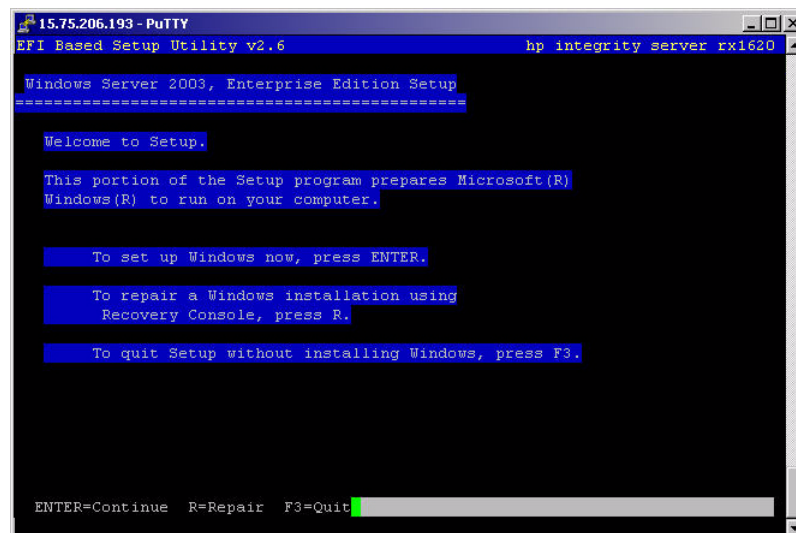 15.75.206.193 - PuTTY
EFI Based Setup Utility v2.6 hp integrity server rx1620
Windows Server 2003, Enterprise Edition Setup
===============================================
Welcome to Setup.
This portion of the Setup program prepares Microsoft(R)
Windows(R) to run on your computer.
To set up Windows now, press ENTER.
To repair a Windows installation using
Recovery Console, press R.
To quit Setup without installing Windows, press F3.
ENTER=Continue R=Repair F3=Quit